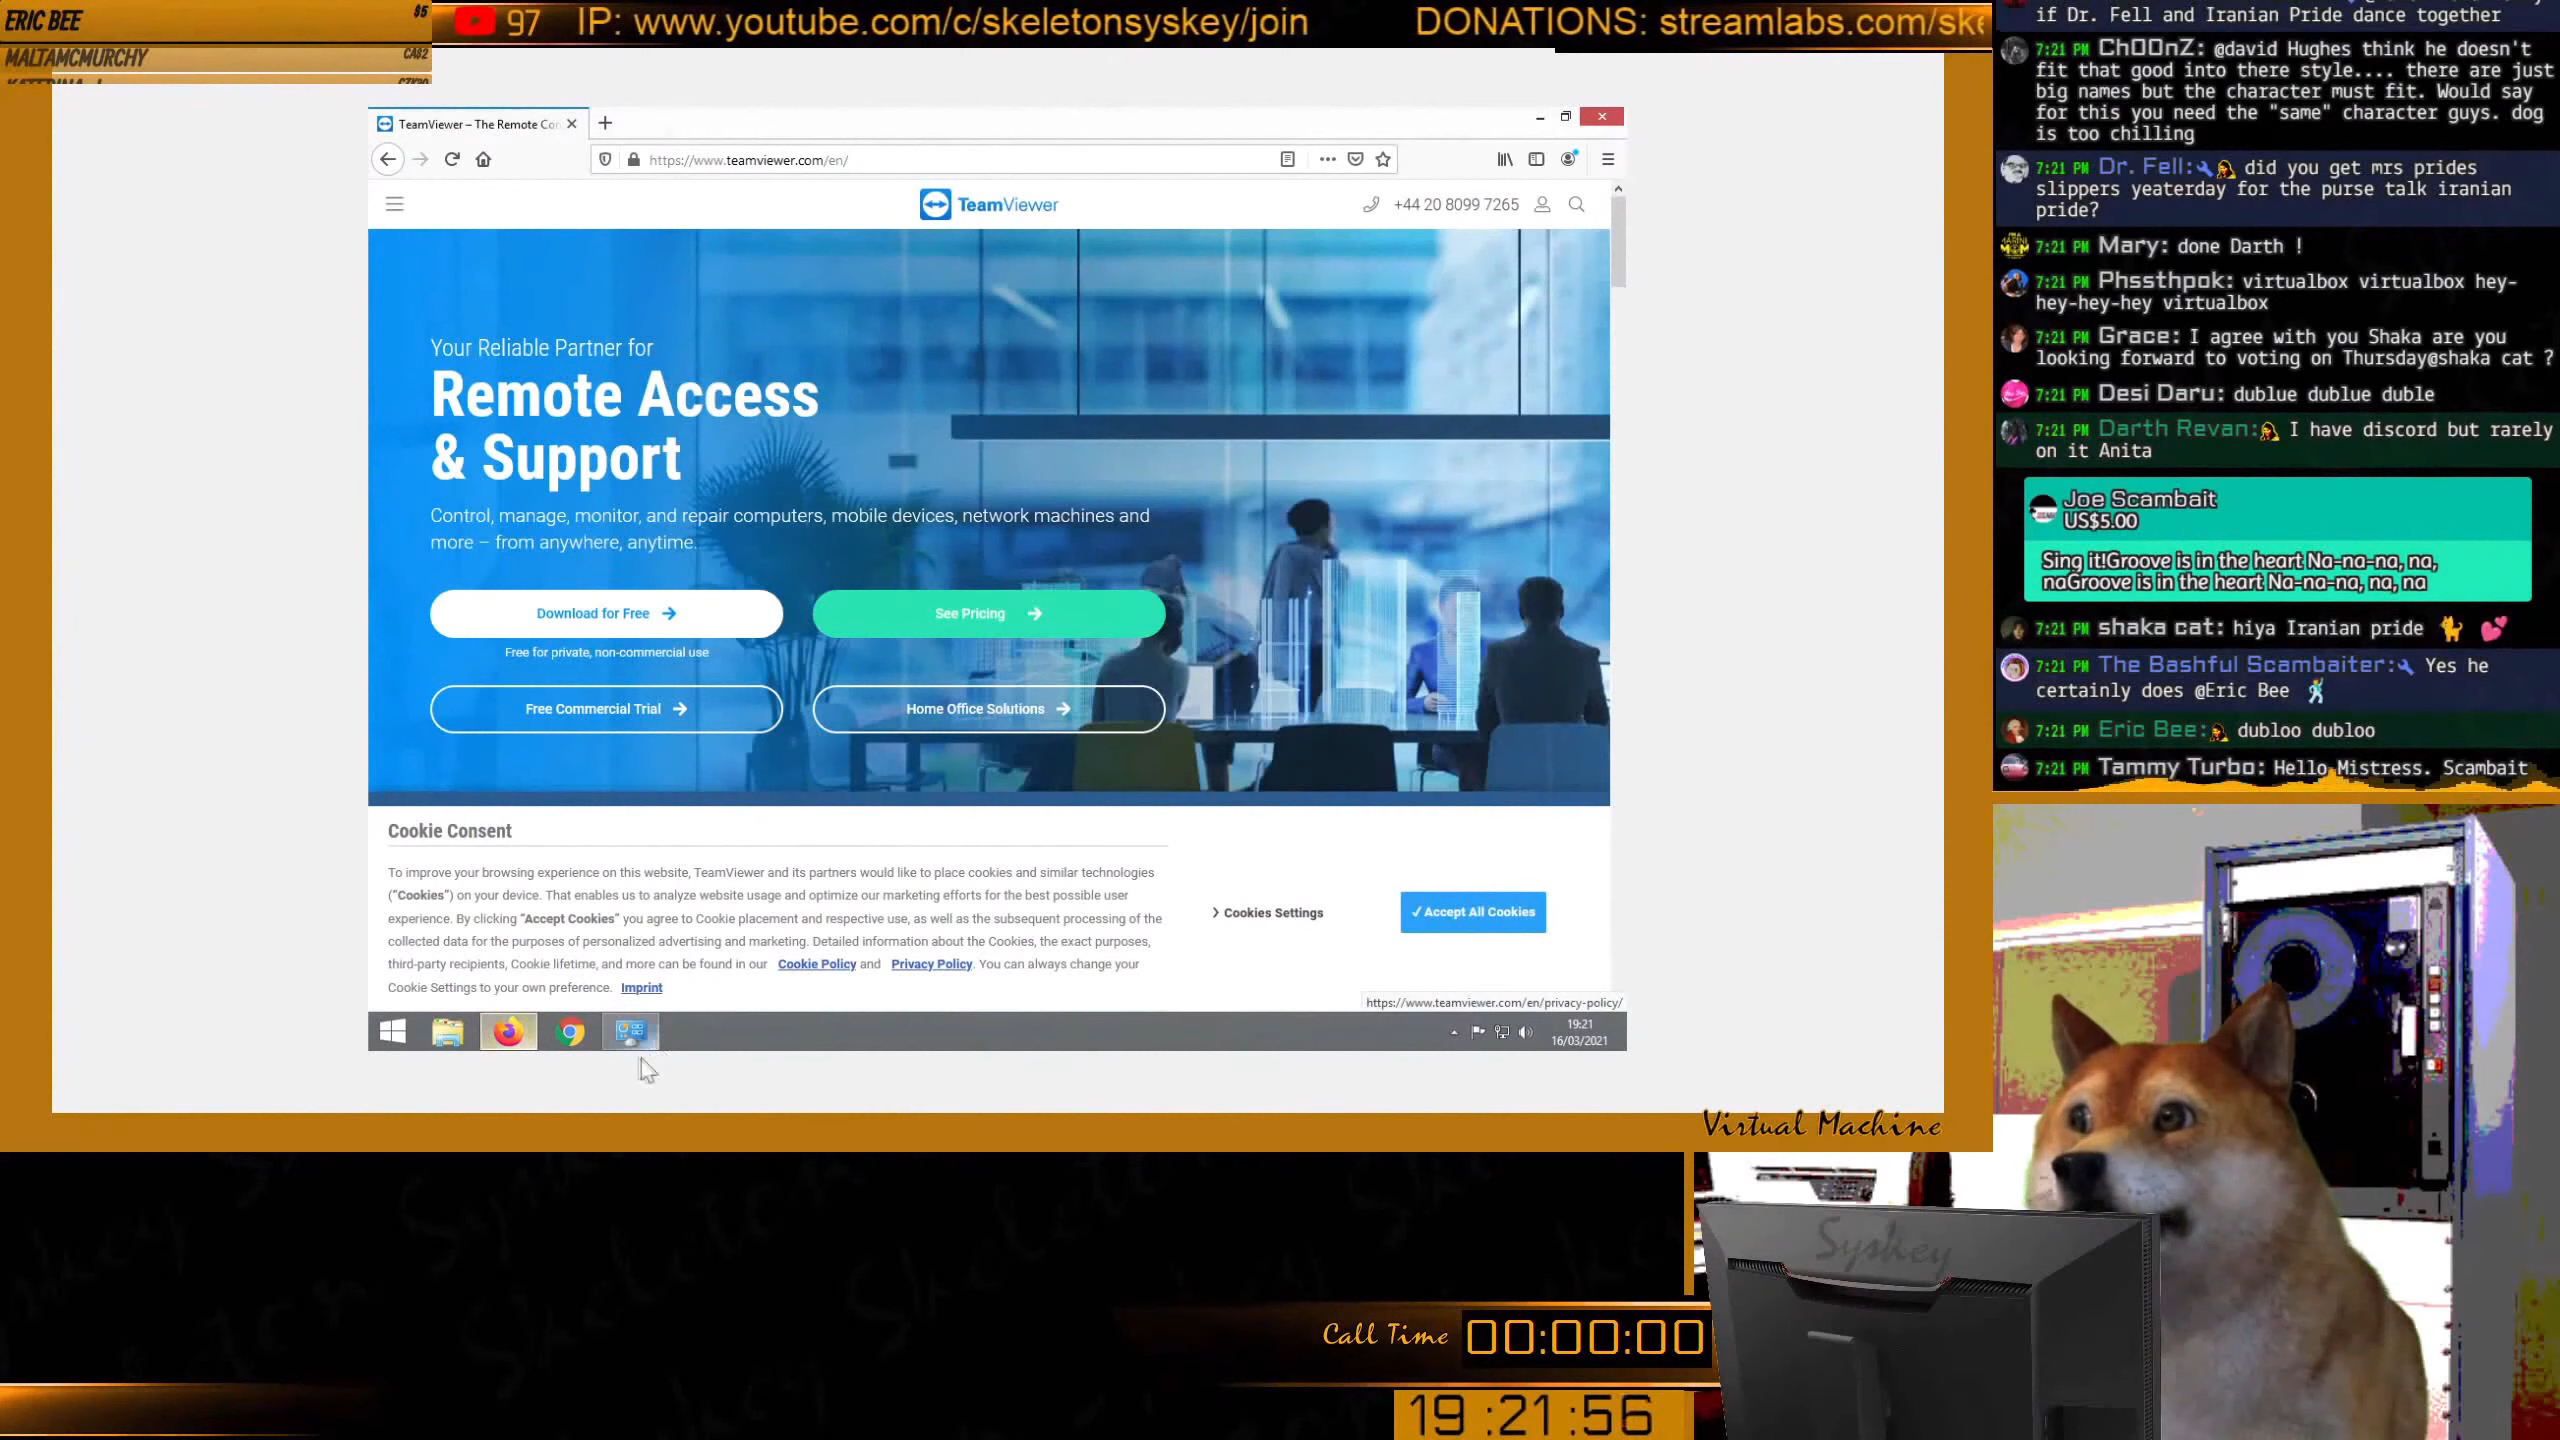 ERIC BEE $5
MALTAMCMURCHY CA$2
97 IP: www.youtube.com/c/skeletonsyskey/join DONATIONS: streamlabs.com/ske
TeamViewer – The Remote Con
https://www.teamviewer.com/en/
TeamViewer
+44 20 8099 7265
Your Reliable Partner for
Remote Access
& Support
Control, manage, monitor, and repair computers, mobile devices, network machines and
more – from anywhere, anytime.
Download for Free
See Pricing
Free for private, non-commercial use
Free Commercial Trial
Home Office Solutions
Cookie Consent
To improve your browsing experience on this website, TeamViewer and its partners would like to place cookies and similar technologies
("Cookies") on your device. That enables us to analyze website usage and optimize our marketing efforts for the best possible user
experience. By clicking "Accept Cookies" you agree to Cookie placement and respective use, as well as the subsequent processing of the
collected data for the purposes of personalized advertising and marketing. Detailed information about the Cookies, the exact purposes,
third-party recipients, Cookie lifetime, and more can be found in our Cookie Policy and Privacy Policy. You can always change your
Cookie Settings to your own preference. Imprint
Cookies Settings
✓ Accept All Cookies
https://www.teamviewer.com/en/privacy-policy/
19:21
16/03/2021
Virtual Machine
if Dr. Fell and Iranian Pride dance together
7:21 PM Ch00nZ: @david Hughes think he doesn't
fit that good into there style.... there are just
big names but the character must fit. Would say
for this you need the "same" character guys. dog
is too chilling
7:21 PM Dr. Fell: did you get mrs prides
slippers yeaterday for the purse talk iranian
pride?
7:21 PM Mary: done Darth !
7:21 PM Phssthpok: virtualbox virtualbox hey-
hey-hey-hey virtualbox
7:21 PM Grace: I agree with you Shaka are you
looking forward to voting on Thursday@shaka cat ?
7:21 PM Desi Daru: dublue dublue duble
7:21 PM Darth Revan: I have discord but rarely
on it Anita
Joe Scambait
US$5.00
Sing it!Groove is in the heart Na-na-na, na,
naGroove is in the heart Na-na-na, na, na
7:21 PM shaka cat: hiya Iranian pride 🐈 💕
7:21 PM The Bashful Scambaiter: Yes he
certainly does @Eric Bee 🕺
7:21 PM Eric Bee: dubloo dubloo
7:21 PM Tammy Turbo: Hello Mistress. Scambait
Syskey
Call Time 00:00:00
19:21:56